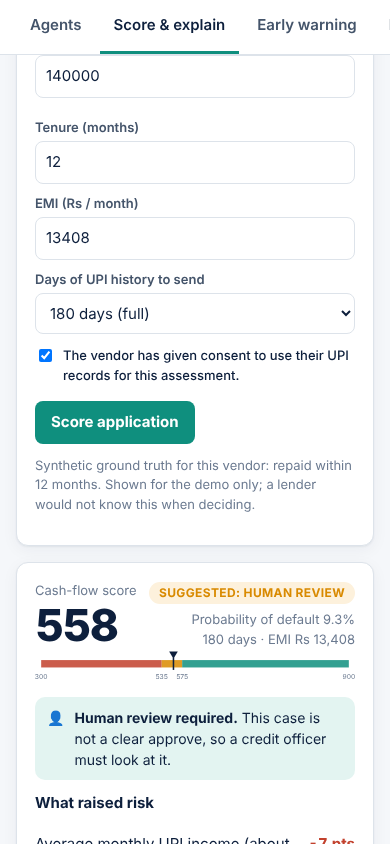 Agents Score & explain Early warning
140000
Tenure (months)
12
EMI (Rs / month)
13408
Days of UPI history to send
180 days (full)
The vendor has given consent to use their UPI
records for this assessment.
Score application
Synthetic ground truth for this vendor: repaid within
12 months. Shown for the demo only; a lender
would not know this when deciding.
Cash-flow score
SUGGESTED: HUMAN REVIEW
558
Probability of default 9.3%
180 days · EMI Rs 13,408
300 535 575 900
Human review required. This case is
not a clear approve, so a credit officer
must look at it.
What raised risk
Average monthly UPI income (about -7 pts